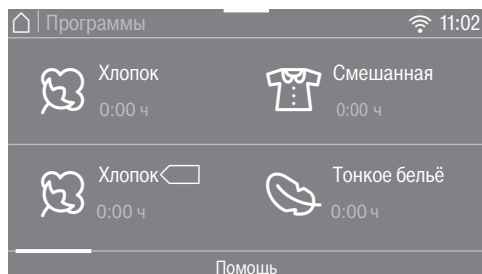 Программы 11:02
Хлопок
0:00 ч
Смешанная
0:00 ч
Хлопок
0:00 ч
Тонкое бельё
0:00 ч
Помощь